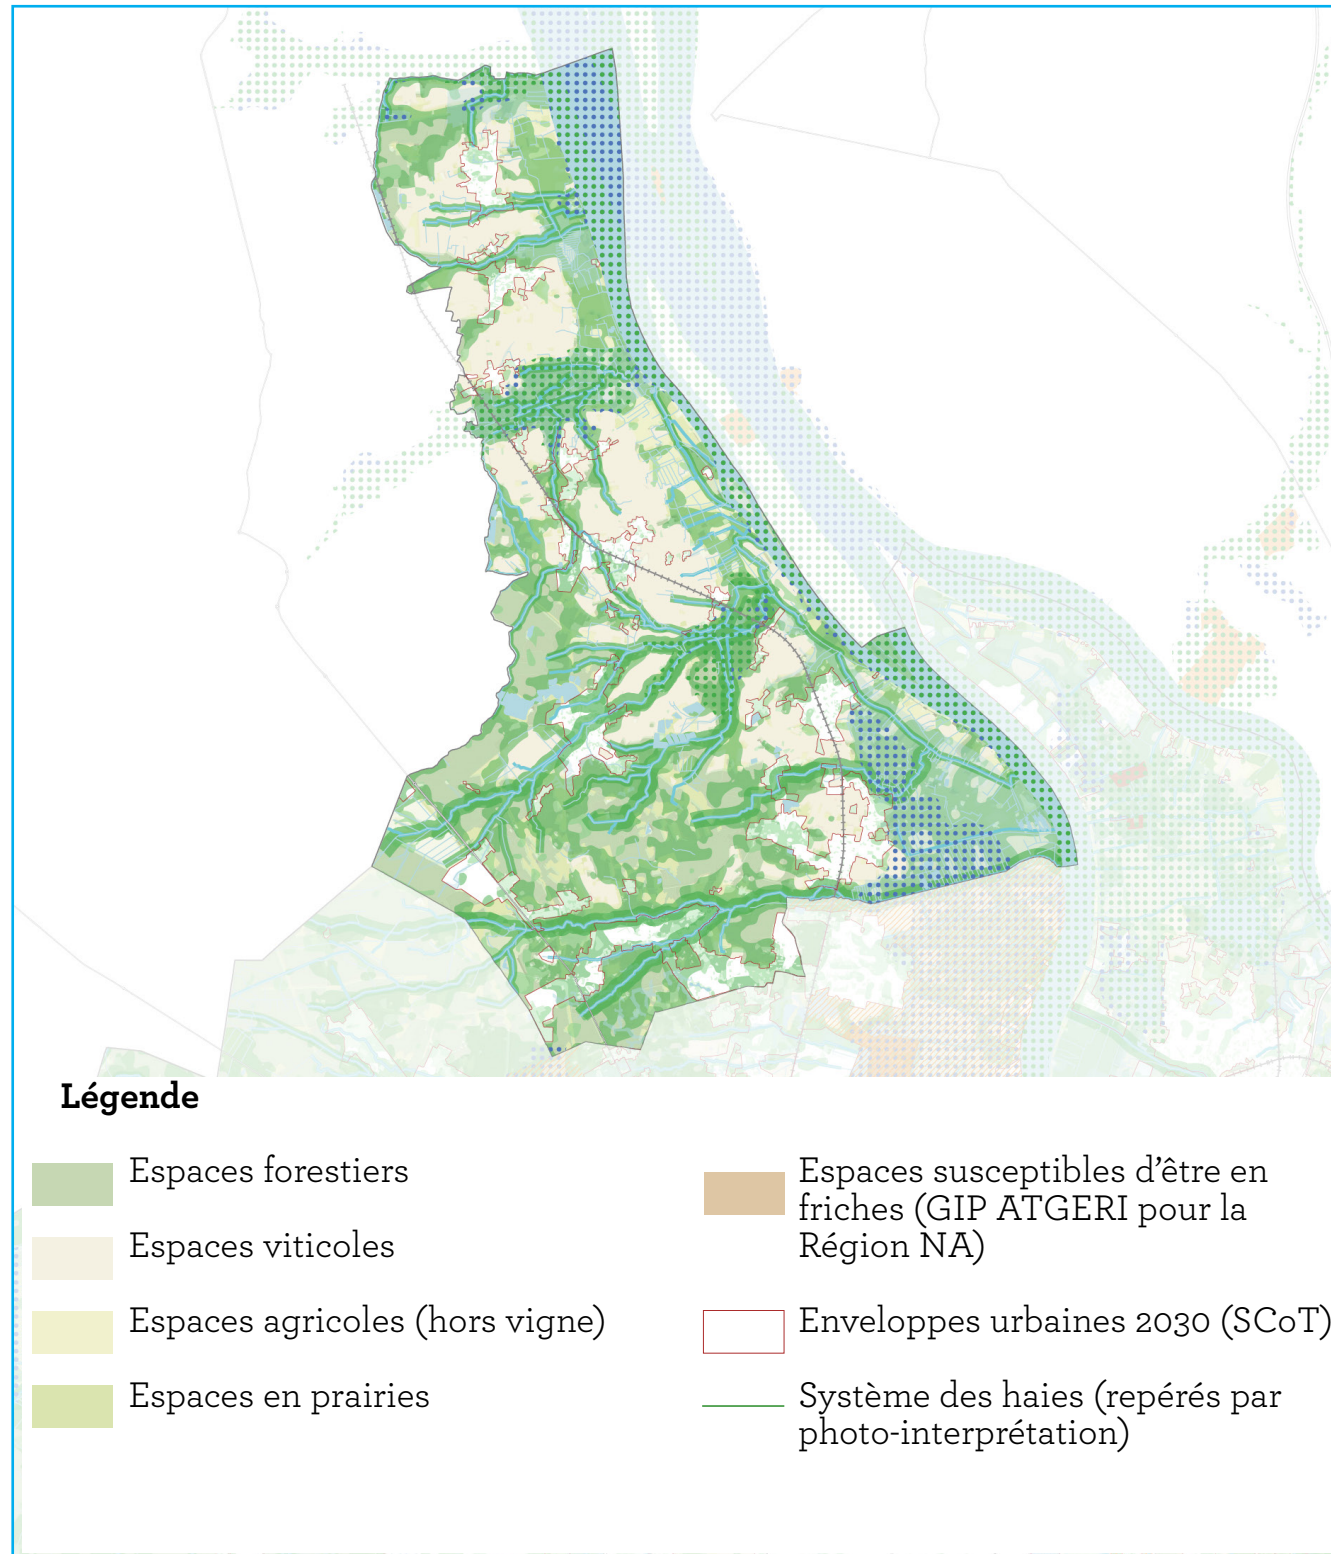 Légende
Espaces forestiers
Espaces viticoles
Espaces agricoles (hors vigne)
Espaces en prairies
Espaces susceptibles d’être en
friches (GIP ATGERI pour la
Région NA)
Enveloppes urbaines 2030 (SCoT)
Système des haies (repérés par
photo-interprétation)